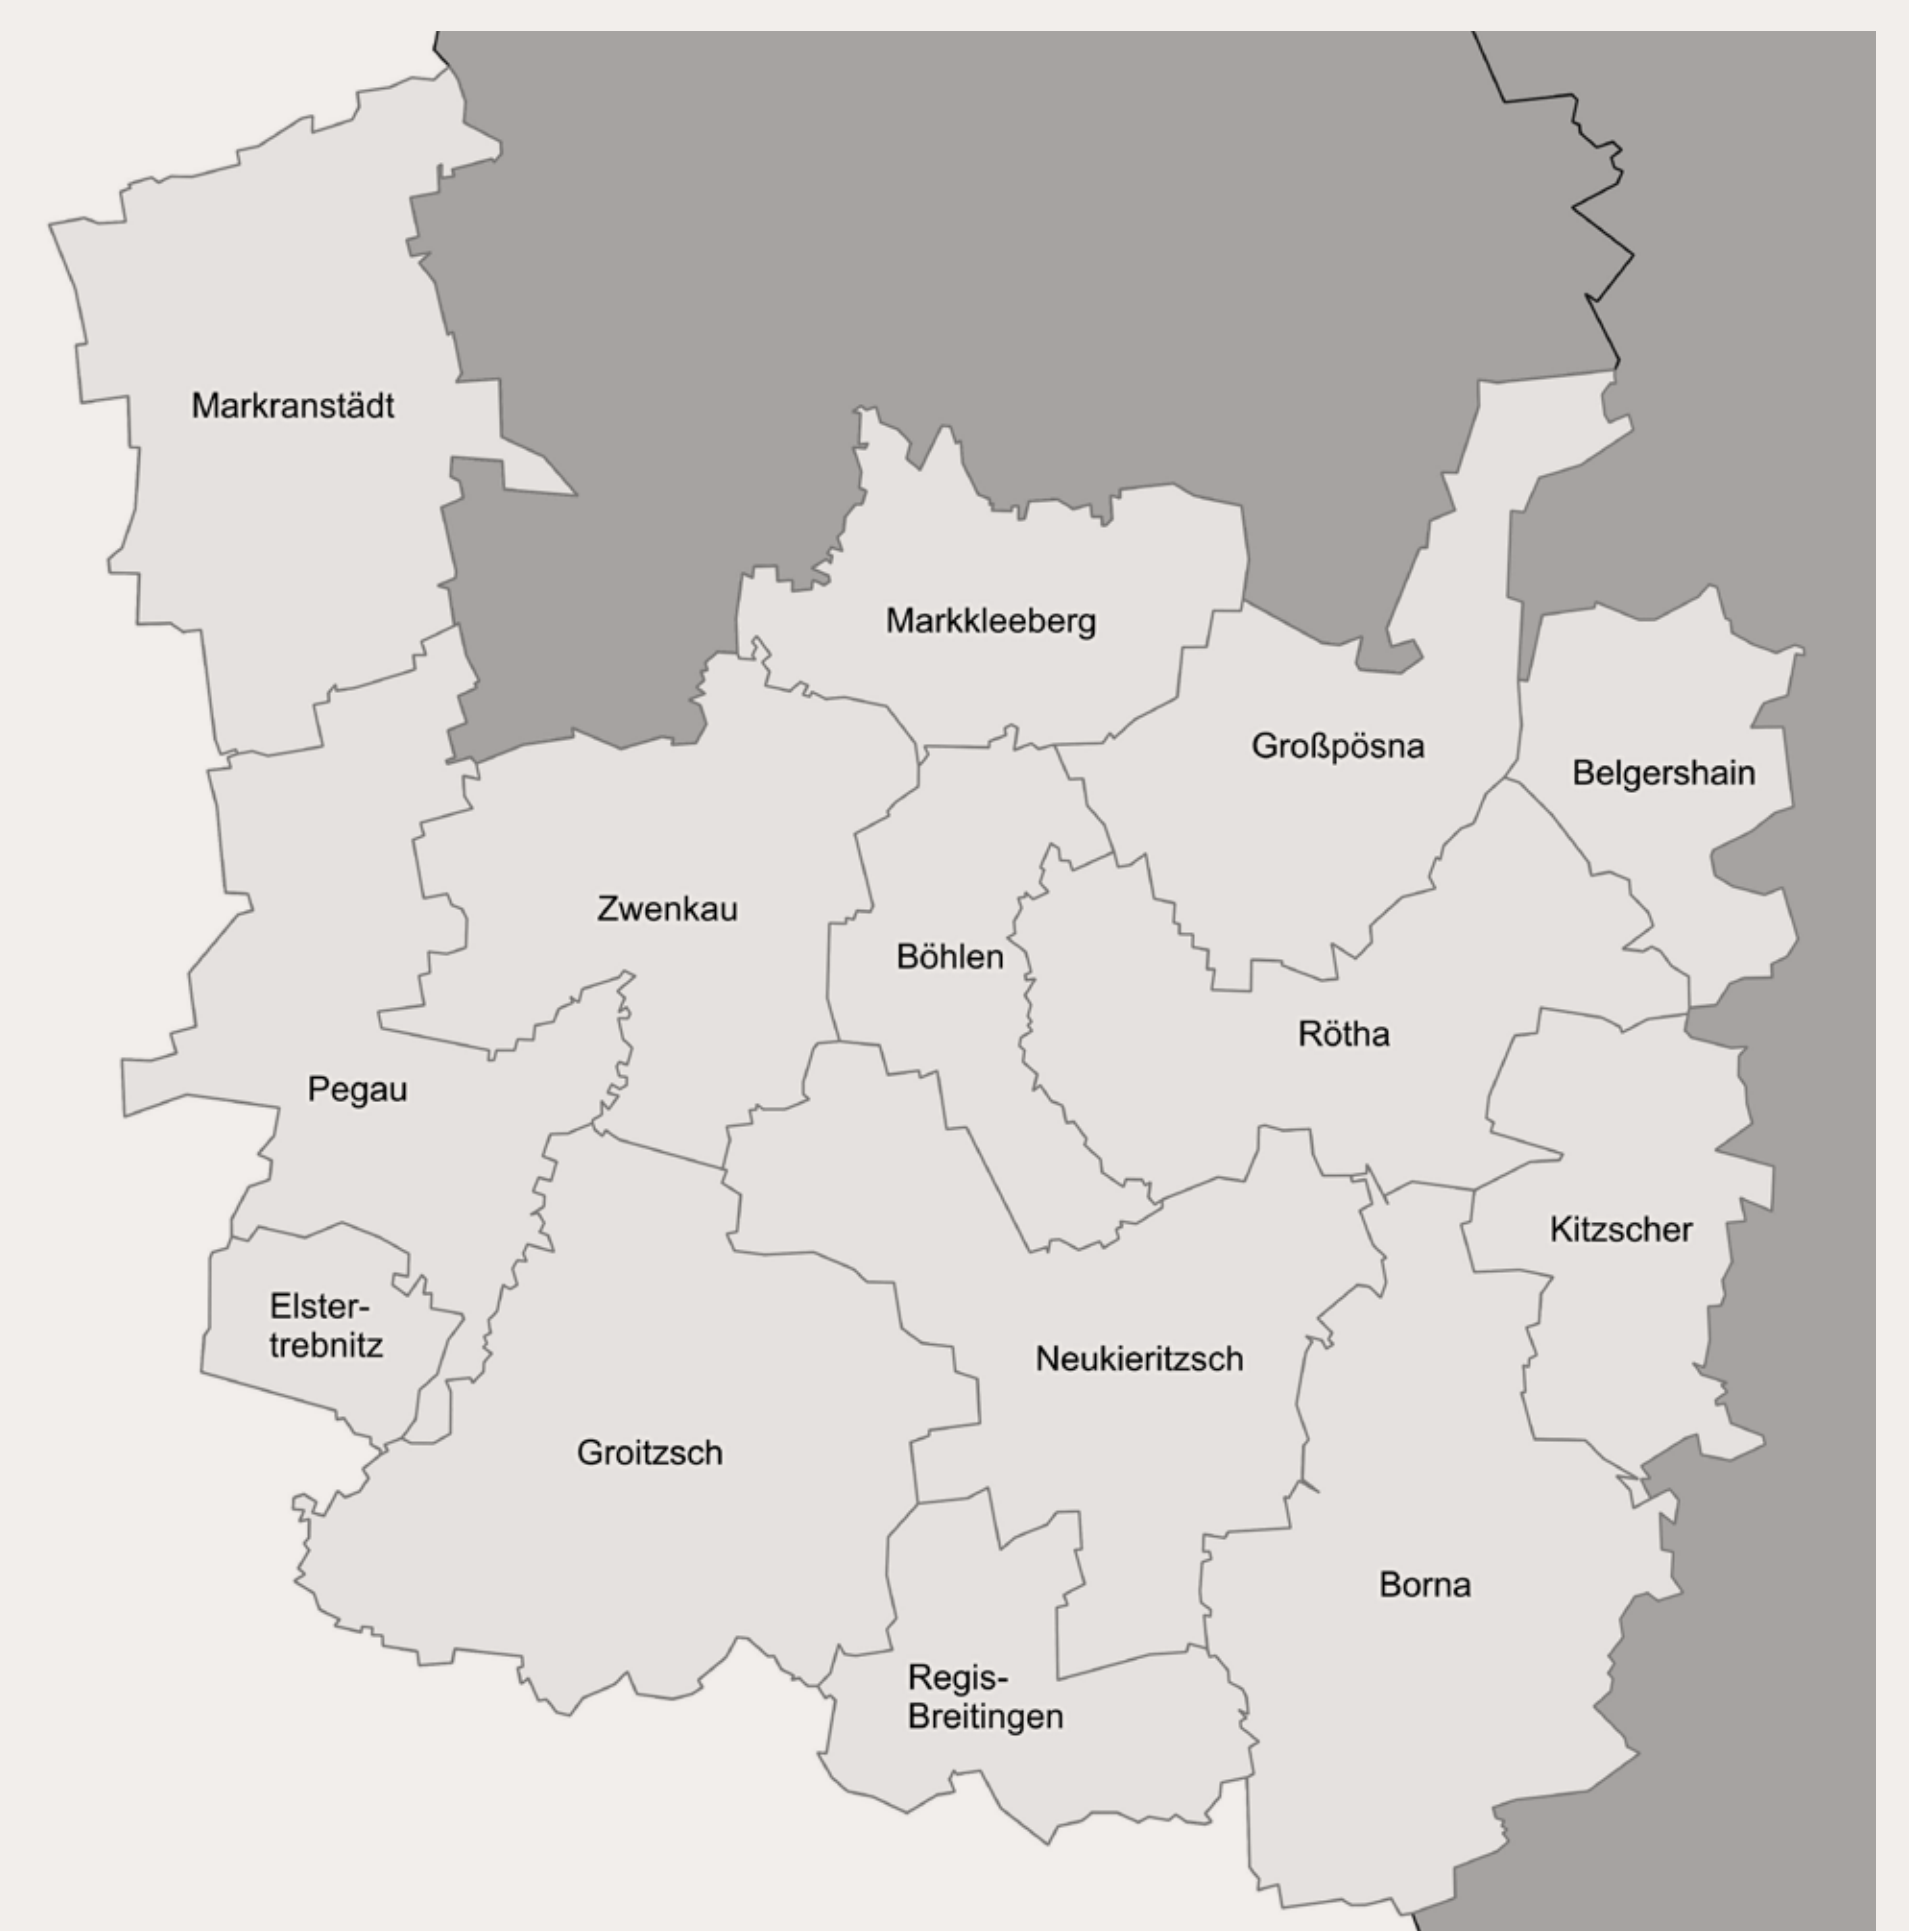 Markranstädt
Markkleeberg
Großpösna
Belgershain
Zwenkau
Böhlen
Rötha
Pegau
Kitzscher
Elster-
trebnitz
Neukieritzsch
Groitzsch
Borna
Regis-
Breitingen